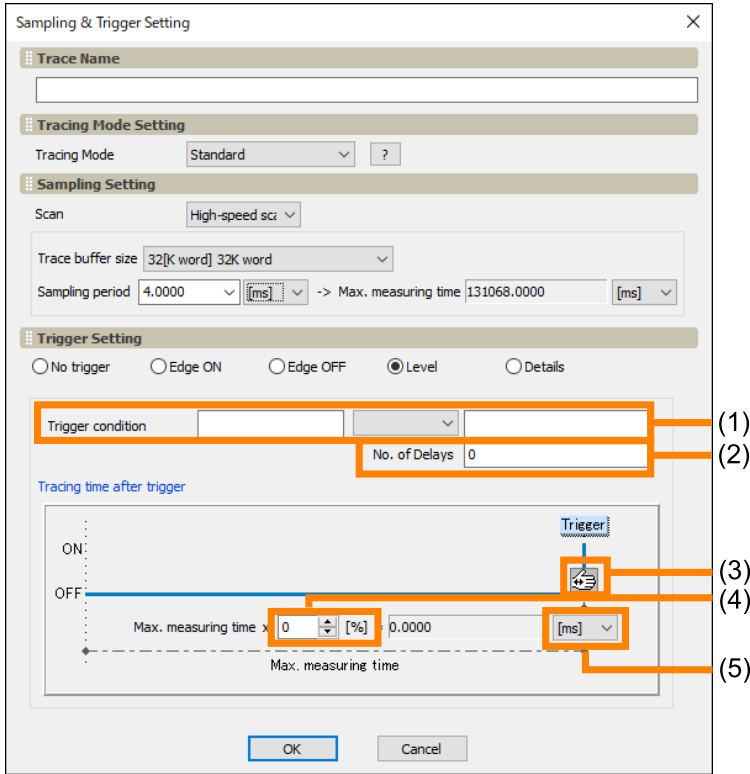 Sampling & Trigger Setting
Trace Name
Tracing Mode Setting
Tracing Mode Standard ?
Sampling Setting
Scan High-speed sca
Trace buffer size 32[K word] 32K word
Sampling period 4.0000 [ms] -> Max. measuring time 131068.0000 [ms]
Trigger Setting
No trigger Edge ON Edge OFF Level Details
Trigger condition (1)
No. of Delays 0 (2)
Tracing time after trigger
Trigger
ON
(3)
OFF
(4)
Max. measuring time x 0 [%] 0.0000 [ms]
Max. measuring time (5)
OK Cancel